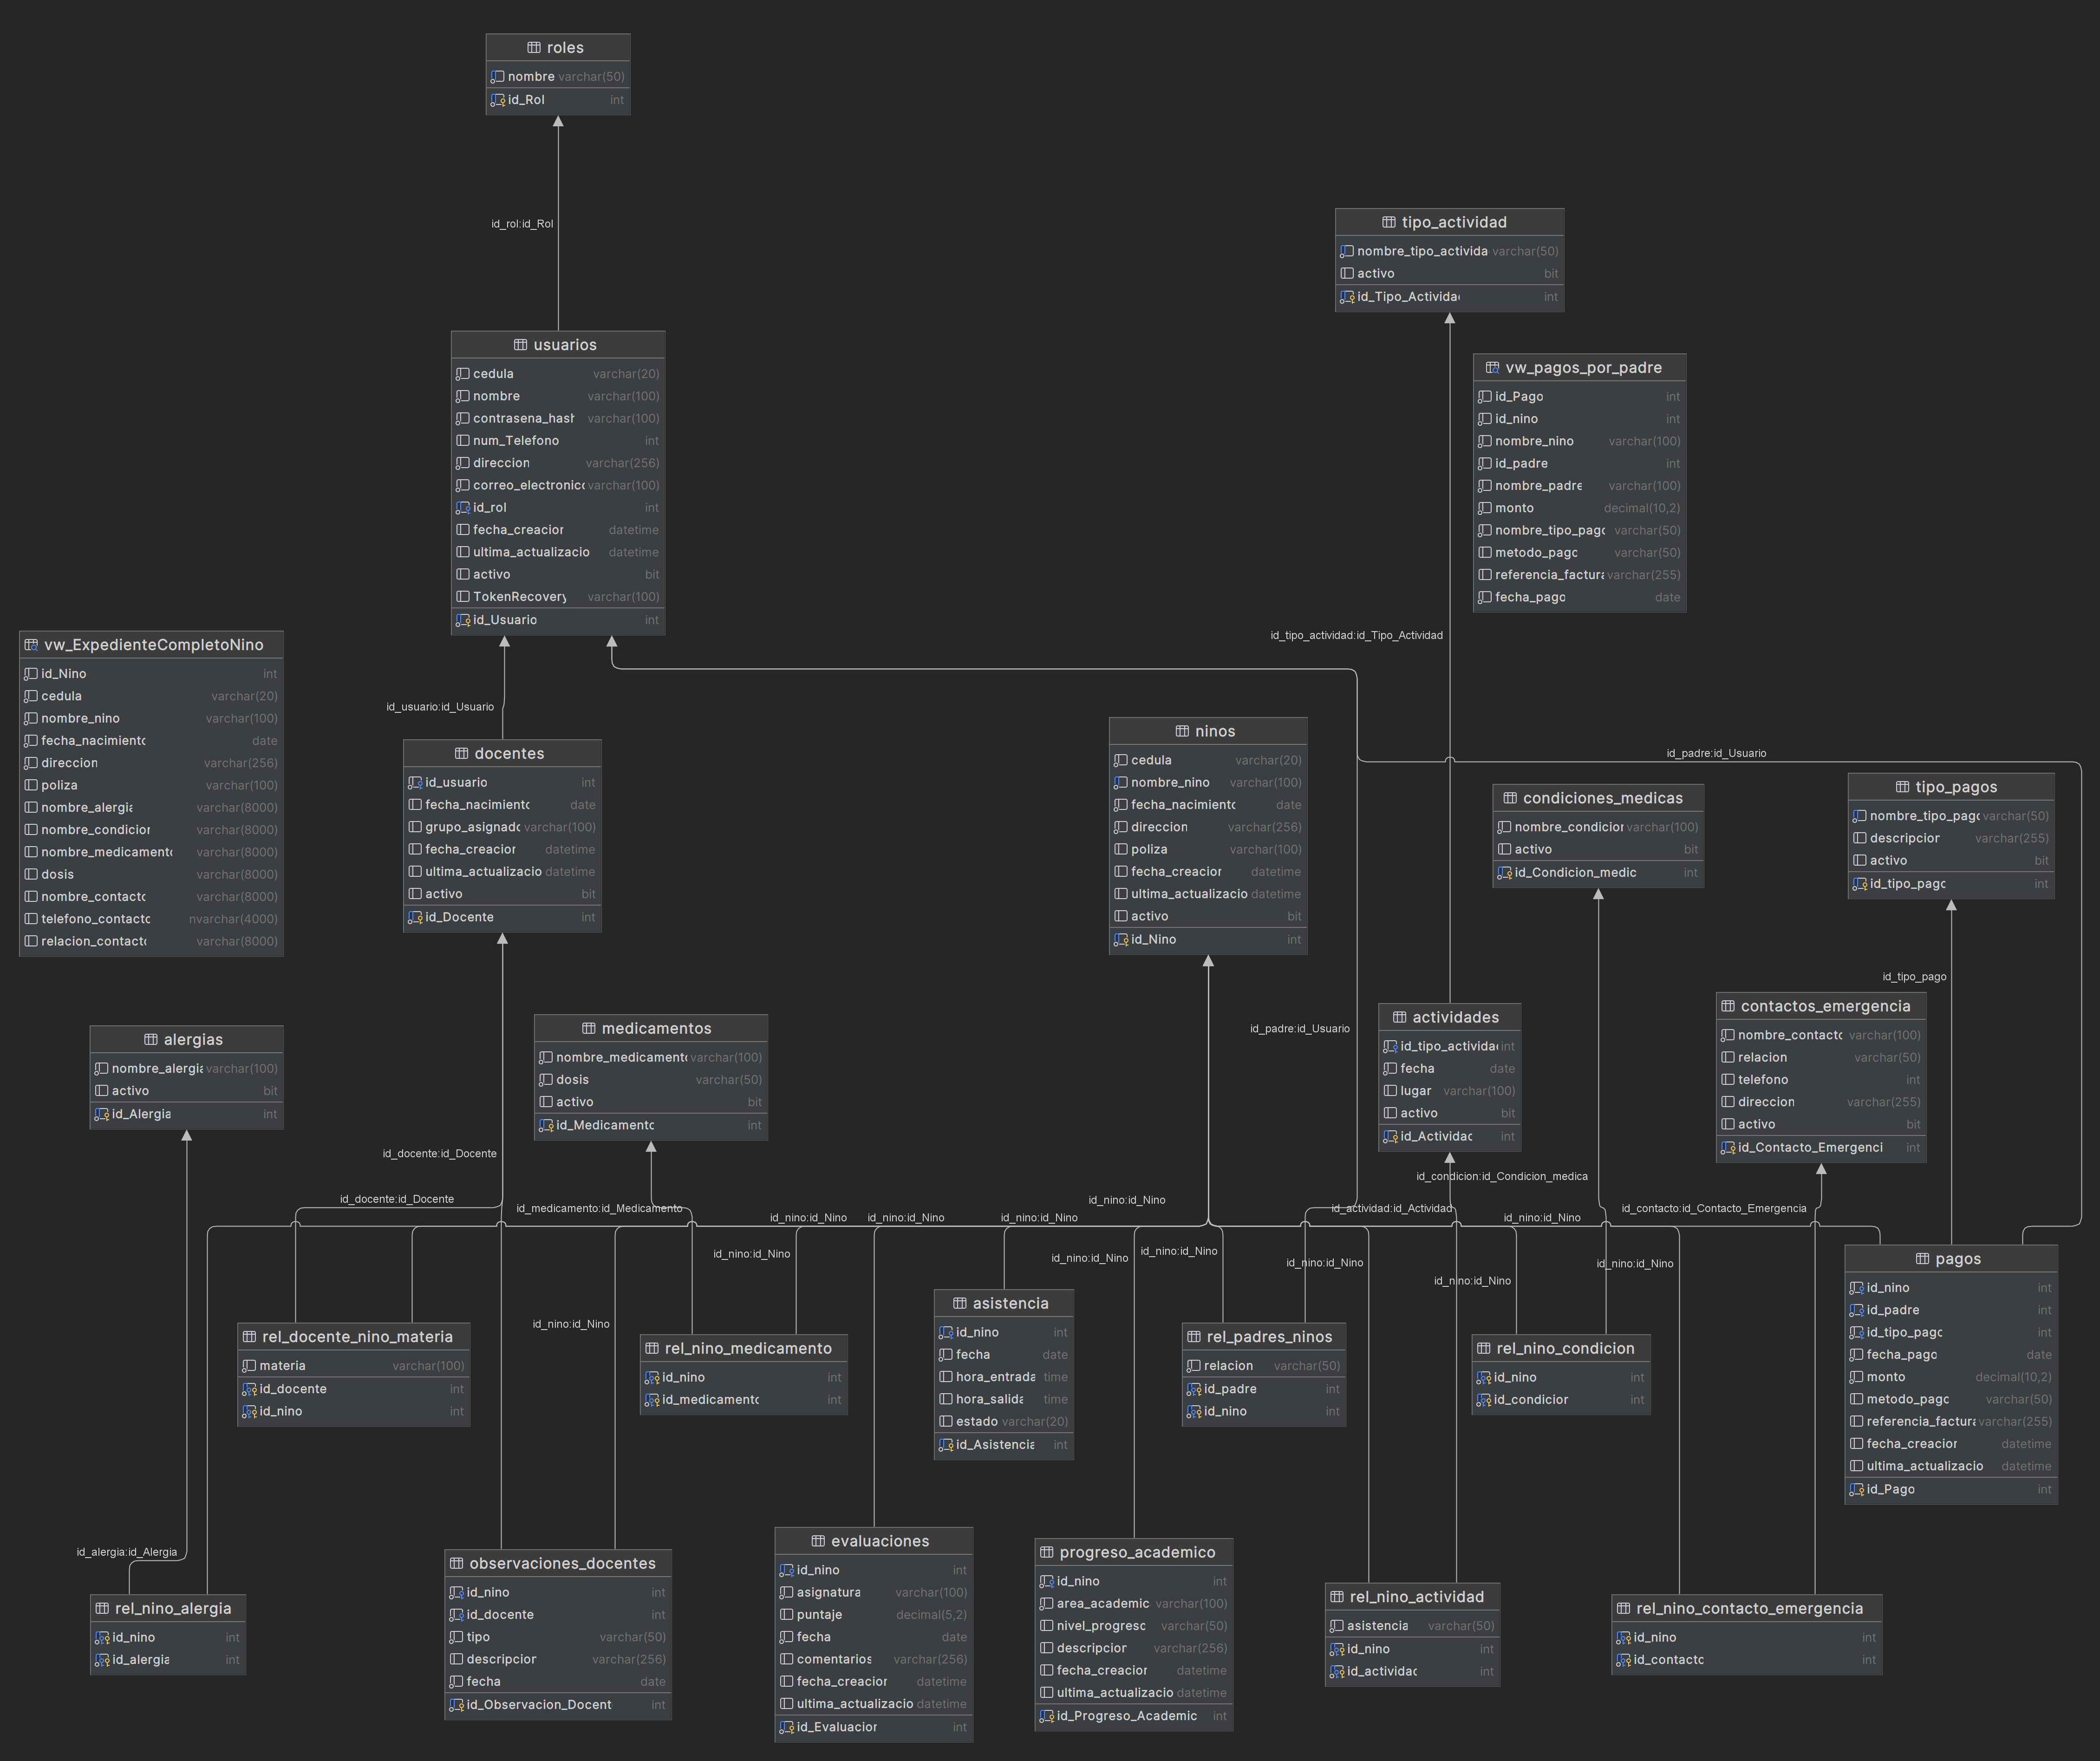 roles
nombre varchar(50)
id_Rol int
id_rol:id_Rol
tipo_actividad
nombre_tipo_activida varchar(50)
activo bit
id_Tipo_Activida int
usuarios
cedula varchar(20)
nombre varchar(100)
contrasena_hash varchar(100)
num_Telefono int
direccion varchar(256)
correo_electronico varchar(100)
id_rol int
fecha_creacion datetime
ultima_actualizacio datetime
activo bit
TokenRecovery varchar(100)
id_Usuario int
vw_pagos_por_padre
id_Pago int
id_nino int
nombre_nino varchar(100)
id_padre int
nombre_padre varchar(100)
monto decimal(10,2)
nombre_tipo_pago varchar(50)
metodo_pago varchar(50)
referencia_factura varchar(255)
fecha_pago date
id_tipo_actividad:id_Tipo_Actividad
vw_ExpedienteCompletoNino
id_Nino int
cedula varchar(20)
nombre_nino varchar(100)
fecha_nacimiento date
direccion varchar(256)
poliza varchar(100)
nombre_alergia varchar(8000)
nombre_condicion varchar(8000)
nombre_medicamento varchar(8000)
dosis varchar(8000)
nombre_contacto varchar(8000)
telefono_contacto nvarchar(4000)
relacion_contacto varchar(8000)
id_usuario:id_Usuario
docentes
id_usuario int
fecha_nacimiento date
grupo_asignado varchar(100)
fecha_creacion datetime
ultima_actualizacio datetime
activo bit
id_Docente int
ninos
cedula varchar(20)
nombre_nino varchar(100)
fecha_nacimiento date
direccion varchar(256)
poliza varchar(100)
fecha_creacion datetime
ultima_actualizacio datetime
activo bit
id_Nino int
id_padre:id_Usuario
condiciones_medicas
nombre_condicion varchar(100)
activo bit
id_Condicion_medic int
tipo_pagos
nombre_tipo_pago varchar(50)
descripcion varchar(255)
activo bit
id_tipo_pago int
id_tipo_pago
alergias
nombre_alergia varchar(100)
activo bit
id_Alergia int
medicamentos
nombre_medicamento varchar(100)
dosis varchar(50)
activo bit
id_Medicamento int
id_padre:id_Usuario
actividades
id_tipo_actividad int
fecha date
lugar varchar(100)
activo bit
id_Actividad int
contactos_emergencia
nombre_contacto varchar(100)
relacion varchar(50)
telefono int
direccion varchar(255)
activo bit
id_Contacto_Emergenci int
id_docente:id_Docente
id_condicion:id_Condicion_medica
id_docente:id_Docente
id_nino:id_Nino
id_medicamento:id_Medicamento
id_actividad:id_Actividad
id_contacto:id_Contacto_Emergencia
id_nino:id_Nino
id_nino:id_Nino
id_nino:id_Nino
id_nino:id_Nino
id_nino:id_Nino
id_nino:id_Nino
id_nino:id_Nino
id_nino:id_Nino
id_nino:id_Nino
id_nino:id_Nino
id_nino:id_Nino
pagos
id_nino int
id_padre int
id_tipo_pago int
fecha_pago date
monto decimal(10,2)
metodo_pago varchar(50)
referencia_factura varchar(255)
fecha_creacion datetime
ultima_actualizacio datetime
id_Pago int
rel_docente_nino_materia
materia varchar(100)
id_docente int
id_nino int
rel_nino_medicamento
id_nino int
id_medicamento int
asistencia
id_nino int
fecha date
hora_entrada time
hora_salida time
estado varchar(20)
id_Asistencia int
rel_padres_ninos
relacion varchar(50)
id_padre int
id_nino int
rel_nino_condicion
id_nino int
id_condicion int
id_alergia:id_Alergia
rel_nino_alergia
id_nino int
id_alergia int
observaciones_docentes
id_nino int
id_docente int
tipo varchar(50)
descripcion varchar(256)
fecha date
id_Observacion_Docent int
evaluaciones
id_nino int
asignatura varchar(100)
puntaje decimal(5,2)
fecha date
comentarios varchar(256)
fecha_creacion datetime
ultima_actualizacio datetime
id_Evaluacion int
progreso_academico
id_nino int
area_academic varchar(100)
nivel_progreso varchar(50)
descripcion varchar(256)
fecha_creacion datetime
ultima_actualizacio datetime
id_Progreso_Academic int
rel_nino_actividad
asistencia varchar(50)
id_nino int
id_actividad int
rel_nino_contacto_emergencia
id_nino int
id_contacto int